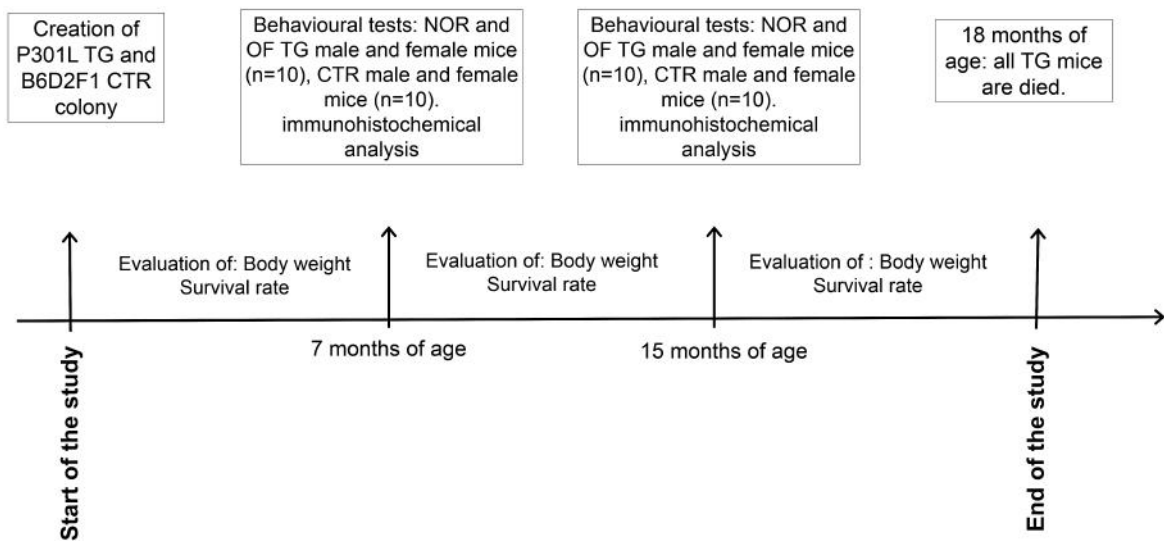 Creation of
P301L TG and
B6D2F1 CTR
colony
Behavioural tests: NOR and
OF TG male and female mice
(n=10), CTR male and female
mice (n=10).
immunohistochemical
analysis
Behavioural tests: NOR and
OF TG male and female mice
(n=10), CTR male and female
mice (n=10).
immunohistochemical
analysis
18 months of
age: all TG mice
are died.
Evaluation of: Body weight
Survival rate
Evaluation of: Body weight
Survival rate
Evaluation of : Body weight
Survival rate
Start of the study
7 months of age
15 months of age
End of the study